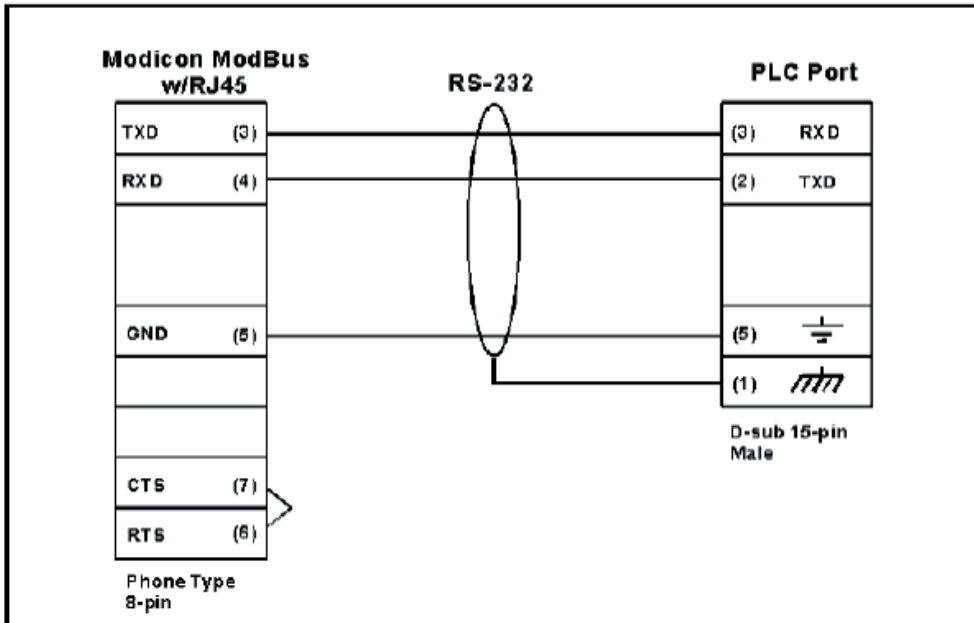 Modicon ModBus
w/RJ45
RS-232
PLC Port
TXD (3)
(3) RXD
RXD (4)
(2) TXD
GND (5)
(5)
(1)
D-sub 15-pin
Male
CTS (7)
RTS (6)
Phone Type
8-pin